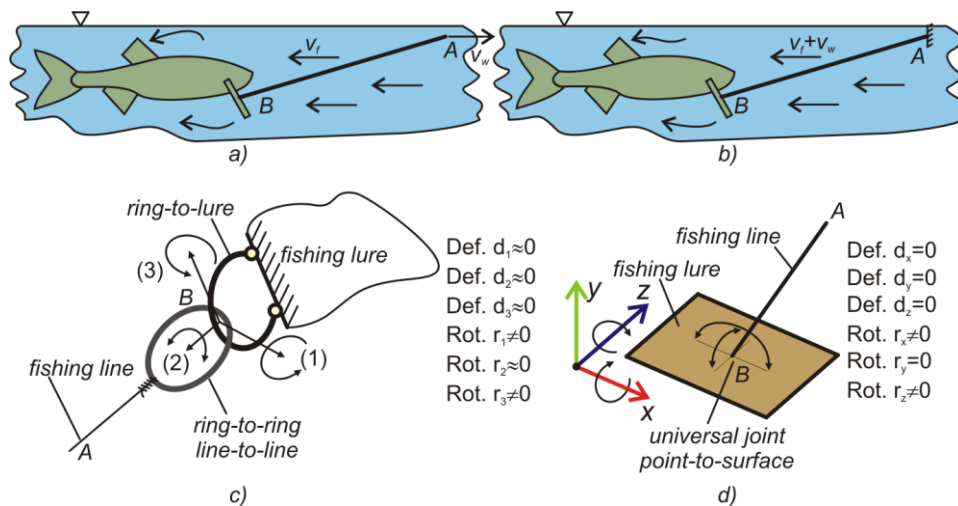 v_f
A
v_w
B
a)
v_f+v_w
A
B
b)
ring-to-lure
fishing lure
(3)
B
(2)
(1)
fishing line
A
ring-to-ring
line-to-line
c)
Def. d₁≈0
Def. d₂≈0
Def. d₃≈0
Rot. r₁≠0
Rot. r₂≈0
Rot. r₃≠0
A
fishing line
fishing lure
y
z
x
B
universal joint
point-to-surface
d)
Def. dₓ=0
Def. d_y=0
Def. d_z=0
Rot. rₓ≠0
Rot. r_y=0
Rot. r_z≠0